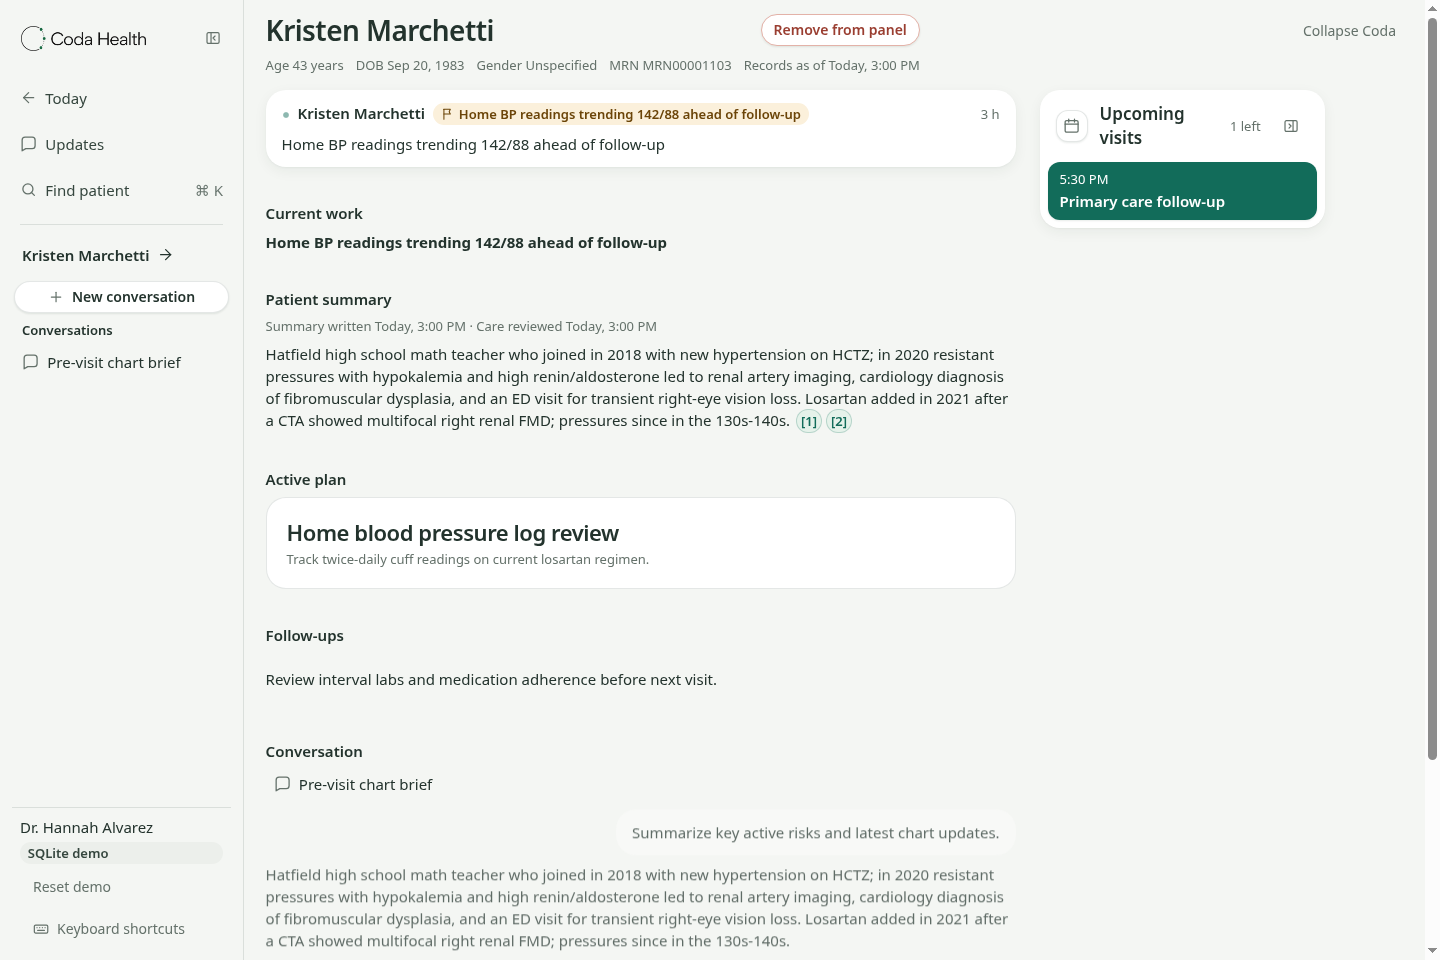 Coda Health
Today
Updates
Find patient ⌘ K
Kristen Marchetti →
New conversation
Conversations
Pre-visit chart brief
Dr. Hannah Alvarez
SQLite demo
Reset demo
Keyboard shortcuts
Kristen Marchetti
Remove from panel
Collapse Coda
Age 43 years DOB Sep 20, 1983 Gender Unspecified MRN MRN00001103 Records as of Today, 3:00 PM
Kristen Marchetti Home BP readings trending 142/88 ahead of follow-up 3 h
Home BP readings trending 142/88 ahead of follow-up
Current work
Home BP readings trending 142/88 ahead of follow-up
Patient summary
Summary written Today, 3:00 PM · Care reviewed Today, 3:00 PM
Hatfield high school math teacher who joined in 2018 with new hypertension on HCTZ; in 2020 resistant
pressures with hypokalemia and high renin/aldosterone led to renal artery imaging, cardiology diagnosis
of fibromuscular dysplasia, and an ED visit for transient right-eye vision loss. Losartan added in 2021 after
a CTA showed multifocal right renal FMD; pressures since in the 130s-140s. [1] [2]
Active plan
Home blood pressure log review
Track twice-daily cuff readings on current losartan regimen.
Follow-ups
Review interval labs and medication adherence before next visit.
Conversation
Pre-visit chart brief
Summarize key active risks and latest chart updates.
Hatfield high school math teacher who joined in 2018 with new hypertension on HCTZ; in 2020 resistant
pressures with hypokalemia and high renin/aldosterone led to renal artery imaging, cardiology diagnosis
of fibromuscular dysplasia, and an ED visit for transient right-eye vision loss. Losartan added in 2021 after
a CTA showed multifocal right renal FMD; pressures since in the 130s-140s.
Upcoming
visits
1 left
5:30 PM
Primary care follow-up